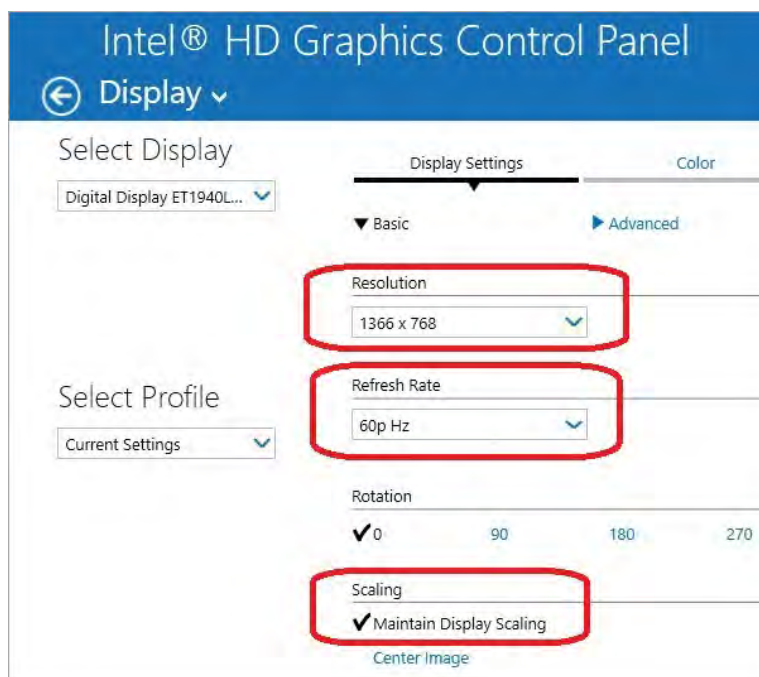 Intel® HD Graphics Control Panel
Display
Select Display
Digital Display ET1940L...
Display Settings
Color
Basic
Advanced
Resolution
1366 x 768
Select Profile
Current Settings
Refresh Rate
60p Hz
Rotation
0
90
180
270
Scaling
Maintain Display Scaling
Center Image